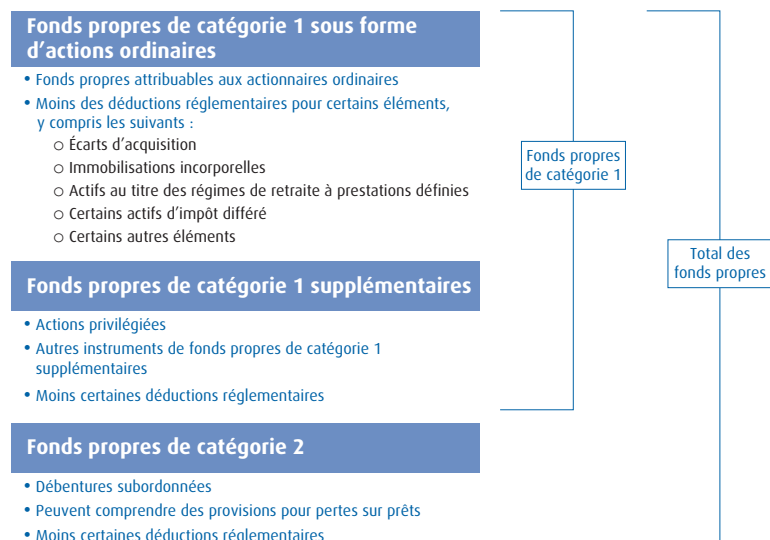 Fonds propres de catégorie 1 sous forme
d'actions ordinaires
• Fonds propres attribuables aux actionnaires ordinaires
• Moins des déductions réglementaires pour certains éléments,
y compris les suivants :
○ Écarts d'acquisition
○ Immobilisations incorporelles
○ Actifs au titre des régimes de retraite à prestations définies
○ Certains actifs d'impôt différé
○ Certains autres éléments
Fonds propres
de catégorie 1
Total des
fonds propres
Fonds propres de catégorie 1 supplémentaires
• Actions privilégiées
• Autres instruments de fonds propres de catégorie 1
supplémentaires
• Moins certaines déductions réglementaires
Fonds propres de catégorie 2
• Débentures subordonnées
• Peuvent comprendre des provisions pour pertes sur prêts
• Moins certaines déductions réglementaires